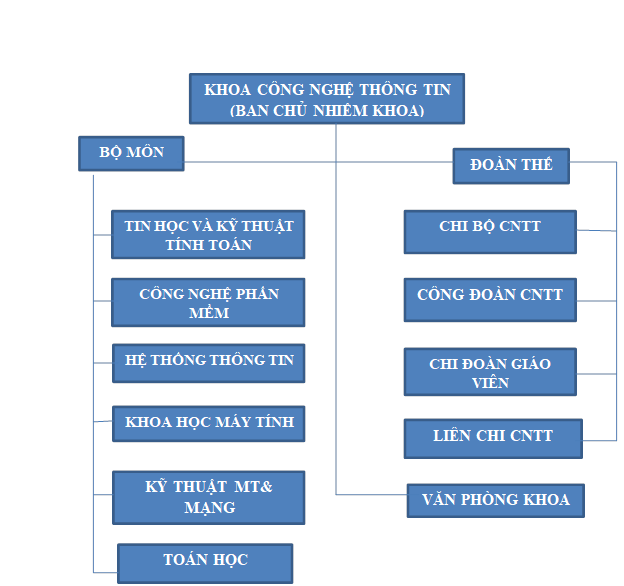 KHOA CÔNG NGHỆ THÔNG TIN
(BAN CHỦ NHIỆM KHOA)
BỘ MÔN
ĐOÀN THỂ
TIN HỌC VÀ KỸ THUẬT
TÍNH TOÁN
CÔNG NGHỆ PHẦN
MỀM
HỆ THỐNG THÔNG TIN
KHOA HỌC MÁY TÍNH
KỸ THUẬT MT&
MẠNG
TOÁN HỌC
CHI BỘ CNTT
CÔNG ĐOÀN CNTT
CHI ĐOÀN GIÁO
VIÊN
LIÊN CHI CNTT
VĂN PHÒNG KHOA